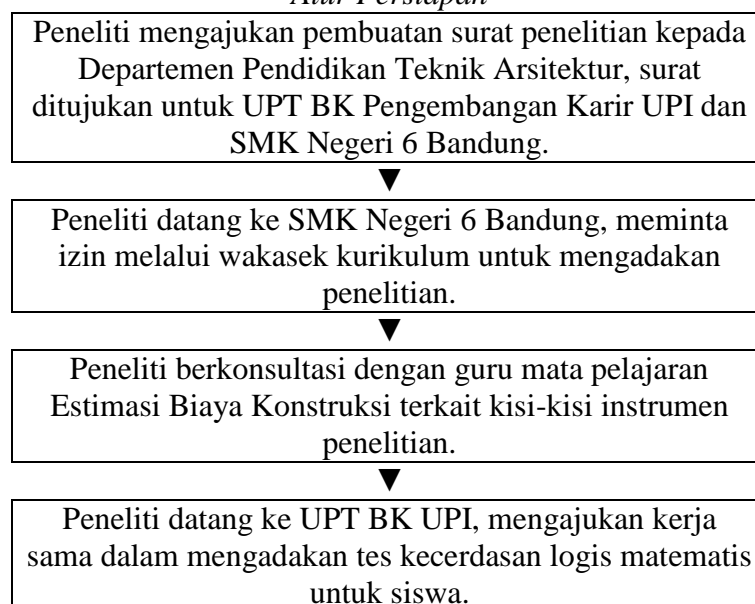 Alur Persiapan
Peneliti mengajukan pembuatan surat penelitian kepada
Departemen Pendidikan Teknik Arsitektur, surat
ditujukan untuk UPT BK Pengembangan Karir UPI dan
SMK Negeri 6 Bandung.
Peneliti datang ke SMK Negeri 6 Bandung, meminta
izin melalui wakasek kurikulum untuk mengadakan
penelitian.
Peneliti berkonsultasi dengan guru mata pelajaran
Estimasi Biaya Konstruksi terkait kisi-kisi instrumen
penelitian.
Peneliti datang ke UPT BK UPI, mengajukan kerja
sama dalam mengadakan tes kecerdasan logis matematis
untuk siswa.